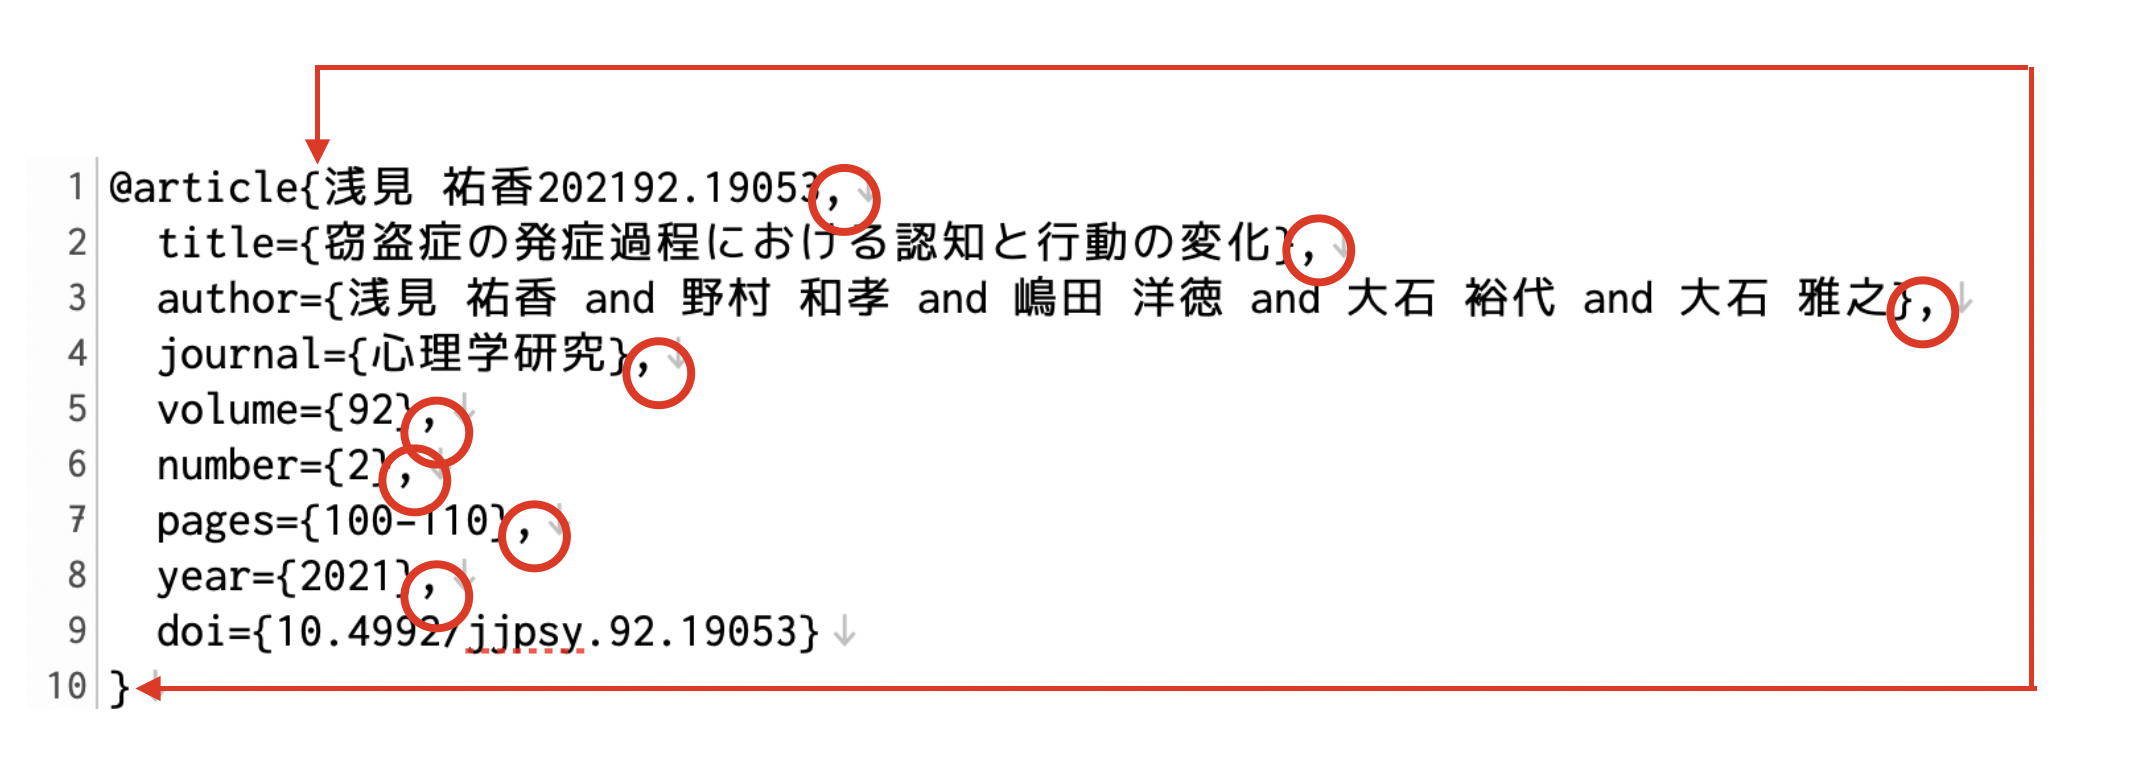 1 @article{浅見 祐香202192.19053,↓
2 title={窃盗症の発症過程における認知と行動の変化},↓
3 author={浅見 祐香 and 野村 和孝 and 嶋田 洋徳 and 大石 裕代 and 大石 雅之},↓
4 journal={心理学研究},↓
5 volume={92},↓
6 number={2},↓
7 pages={100-110},↓
8 year={2021},↓
9 doi={10.4992/jjpsy.92.19053}↓
10 }↓